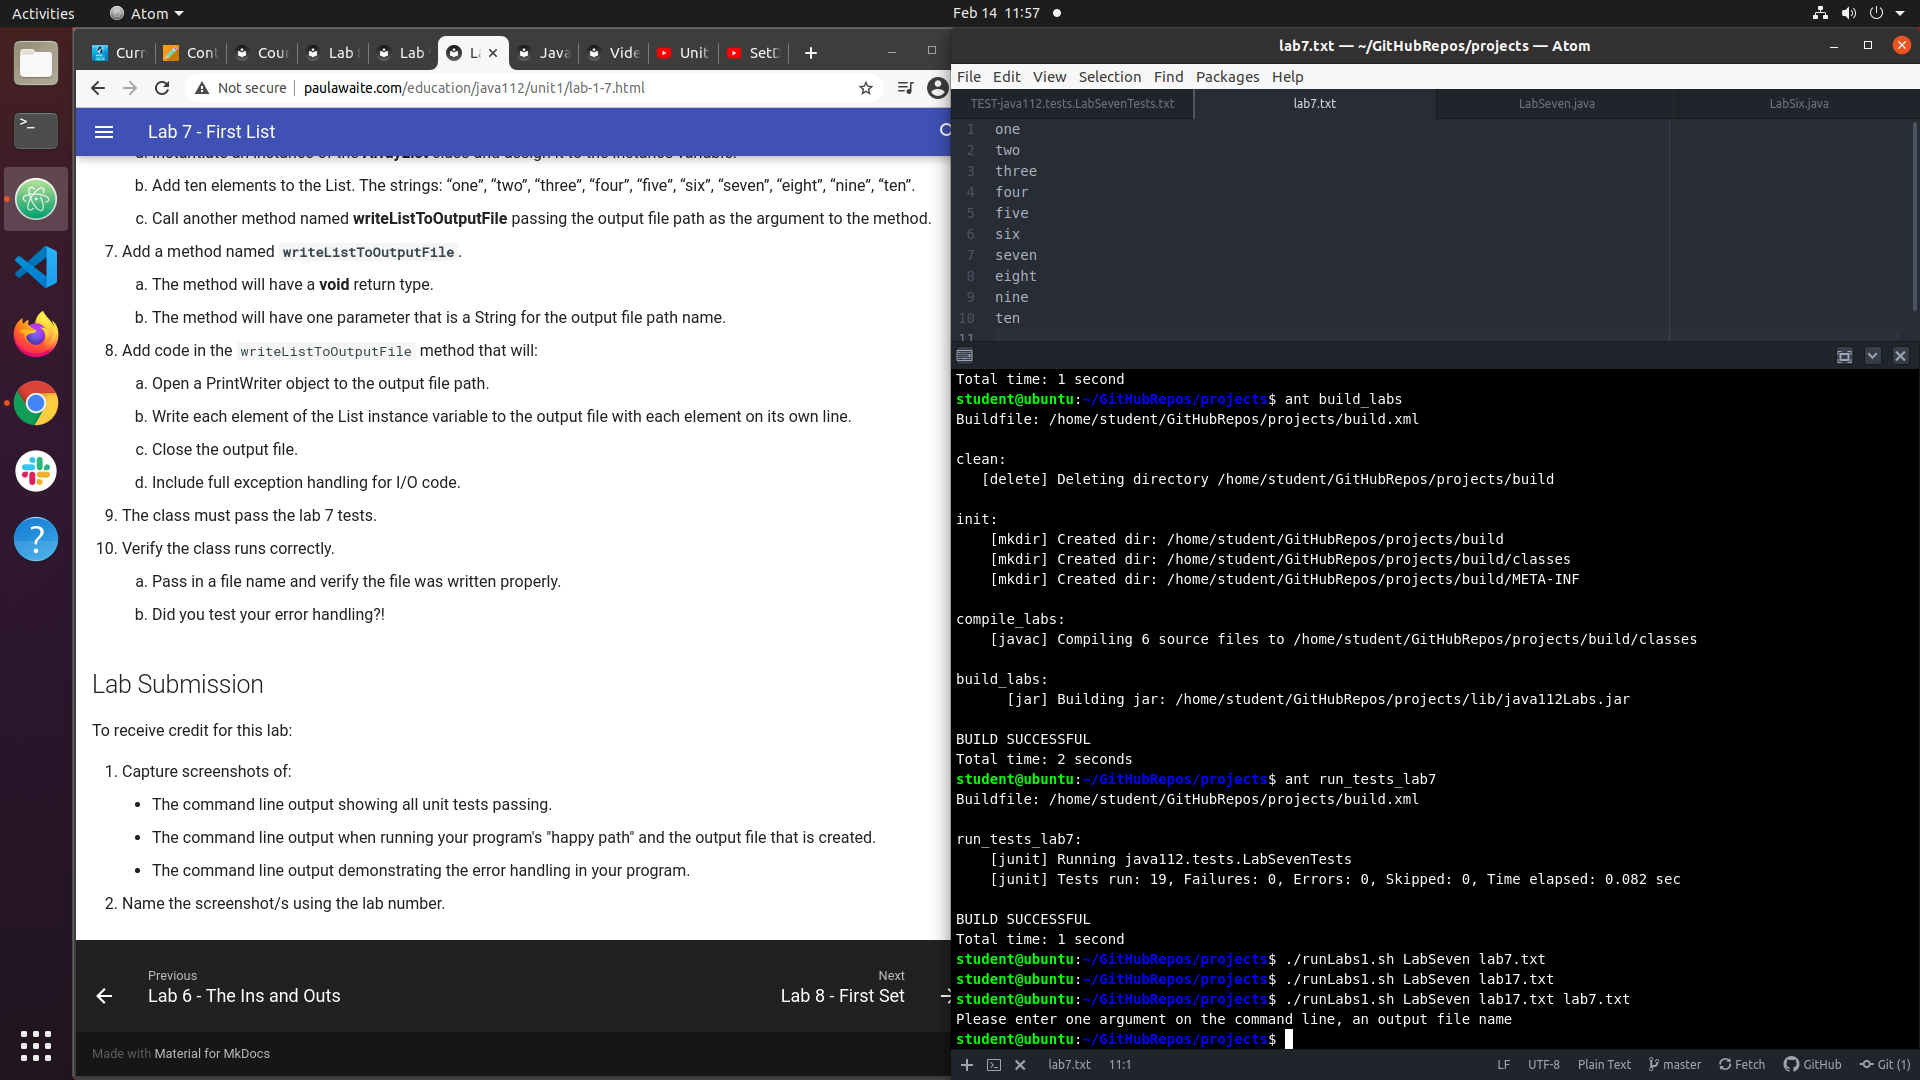 Activities
Atom
Feb 14 11:57
Curr
Cont
Cour
Lab
Lab
La
Java
Vide
Unit
SetD
Not secure
paulawaite.com/education/java112/unit1/lab-1-7.html
Lab 7 - First List
a. Instantiate an instance of the ArrayList class and assign it to the instance variable.
b. Add ten elements to the List. The strings: “one”, “two”, “three”, “four”, “five”, “six”, “seven”, “eight”, “nine”, “ten”.
c. Call another method named writeListToOutputFile passing the output file path as the argument to the method.
7. Add a method named writeListToOutputFile.
a. The method will have a void return type.
b. The method will have one parameter that is a String for the output file path name.
8. Add code in the writeListToOutputFile method that will:
a. Open a PrintWriter object to the output file path.
b. Write each element of the List instance variable to the output file with each element on its own line.
c. Close the output file.
d. Include full exception handling for I/O code.
9. The class must pass the lab 7 tests.
10. Verify the class runs correctly.
a. Pass in a file name and verify the file was written properly.
b. Did you test your error handling?!
Lab Submission
To receive credit for this lab:
1. Capture screenshots of:
• The command line output showing all unit tests passing.
• The command line output when running your program's "happy path" and the output file that is created.
• The command line output demonstrating the error handling in your program.
2. Name the screenshot/s using the lab number.
Previous
Lab 6 - The Ins and Outs
Next
Lab 8 - First Set
Made with Material for MkDocs
lab7.txt — ~/GitHubRepos/projects — Atom
File Edit View Selection Find Packages Help
TEST-java112.tests.LabSevenTests.txt
lab7.txt
LabSeven.java
LabSix.java
1 one
2 two
3 three
4 four
5 five
6 six
7 seven
8 eight
9 nine
10 ten
11
Total time: 1 second
student@ubuntu:~/GitHubRepos/projects$ ant build_labs
Buildfile: /home/student/GitHubRepos/projects/build.xml
clean:
[delete] Deleting directory /home/student/GitHubRepos/projects/build
init:
[mkdir] Created dir: /home/student/GitHubRepos/projects/build
[mkdir] Created dir: /home/student/GitHubRepos/projects/build/classes
[mkdir] Created dir: /home/student/GitHubRepos/projects/build/META-INF
compile_labs:
[javac] Compiling 6 source files to /home/student/GitHubRepos/projects/build/classes
build_labs:
[jar] Building jar: /home/student/GitHubRepos/projects/lib/java112Labs.jar
BUILD SUCCESSFUL
Total time: 2 seconds
student@ubuntu:~/GitHubRepos/projects$ ant run_tests_lab7
Buildfile: /home/student/GitHubRepos/projects/build.xml
run_tests_lab7:
[junit] Running java112.tests.LabSevenTests
[junit] Tests run: 19, Failures: 0, Errors: 0, Skipped: 0, Time elapsed: 0.082 sec
BUILD SUCCESSFUL
Total time: 1 second
student@ubuntu:~/GitHubRepos/projects$ ./runLabs1.sh LabSeven lab7.txt
student@ubuntu:~/GitHubRepos/projects$ ./runLabs1.sh LabSeven lab17.txt
student@ubuntu:~/GitHubRepos/projects$ ./runLabs1.sh LabSeven lab17.txt lab7.txt
Please enter one argument on the command line, an output file name
student@ubuntu:~/GitHubRepos/projects$
lab7.txt 11:1
LF UTF-8 Plain Text master Fetch GitHub Git (1)